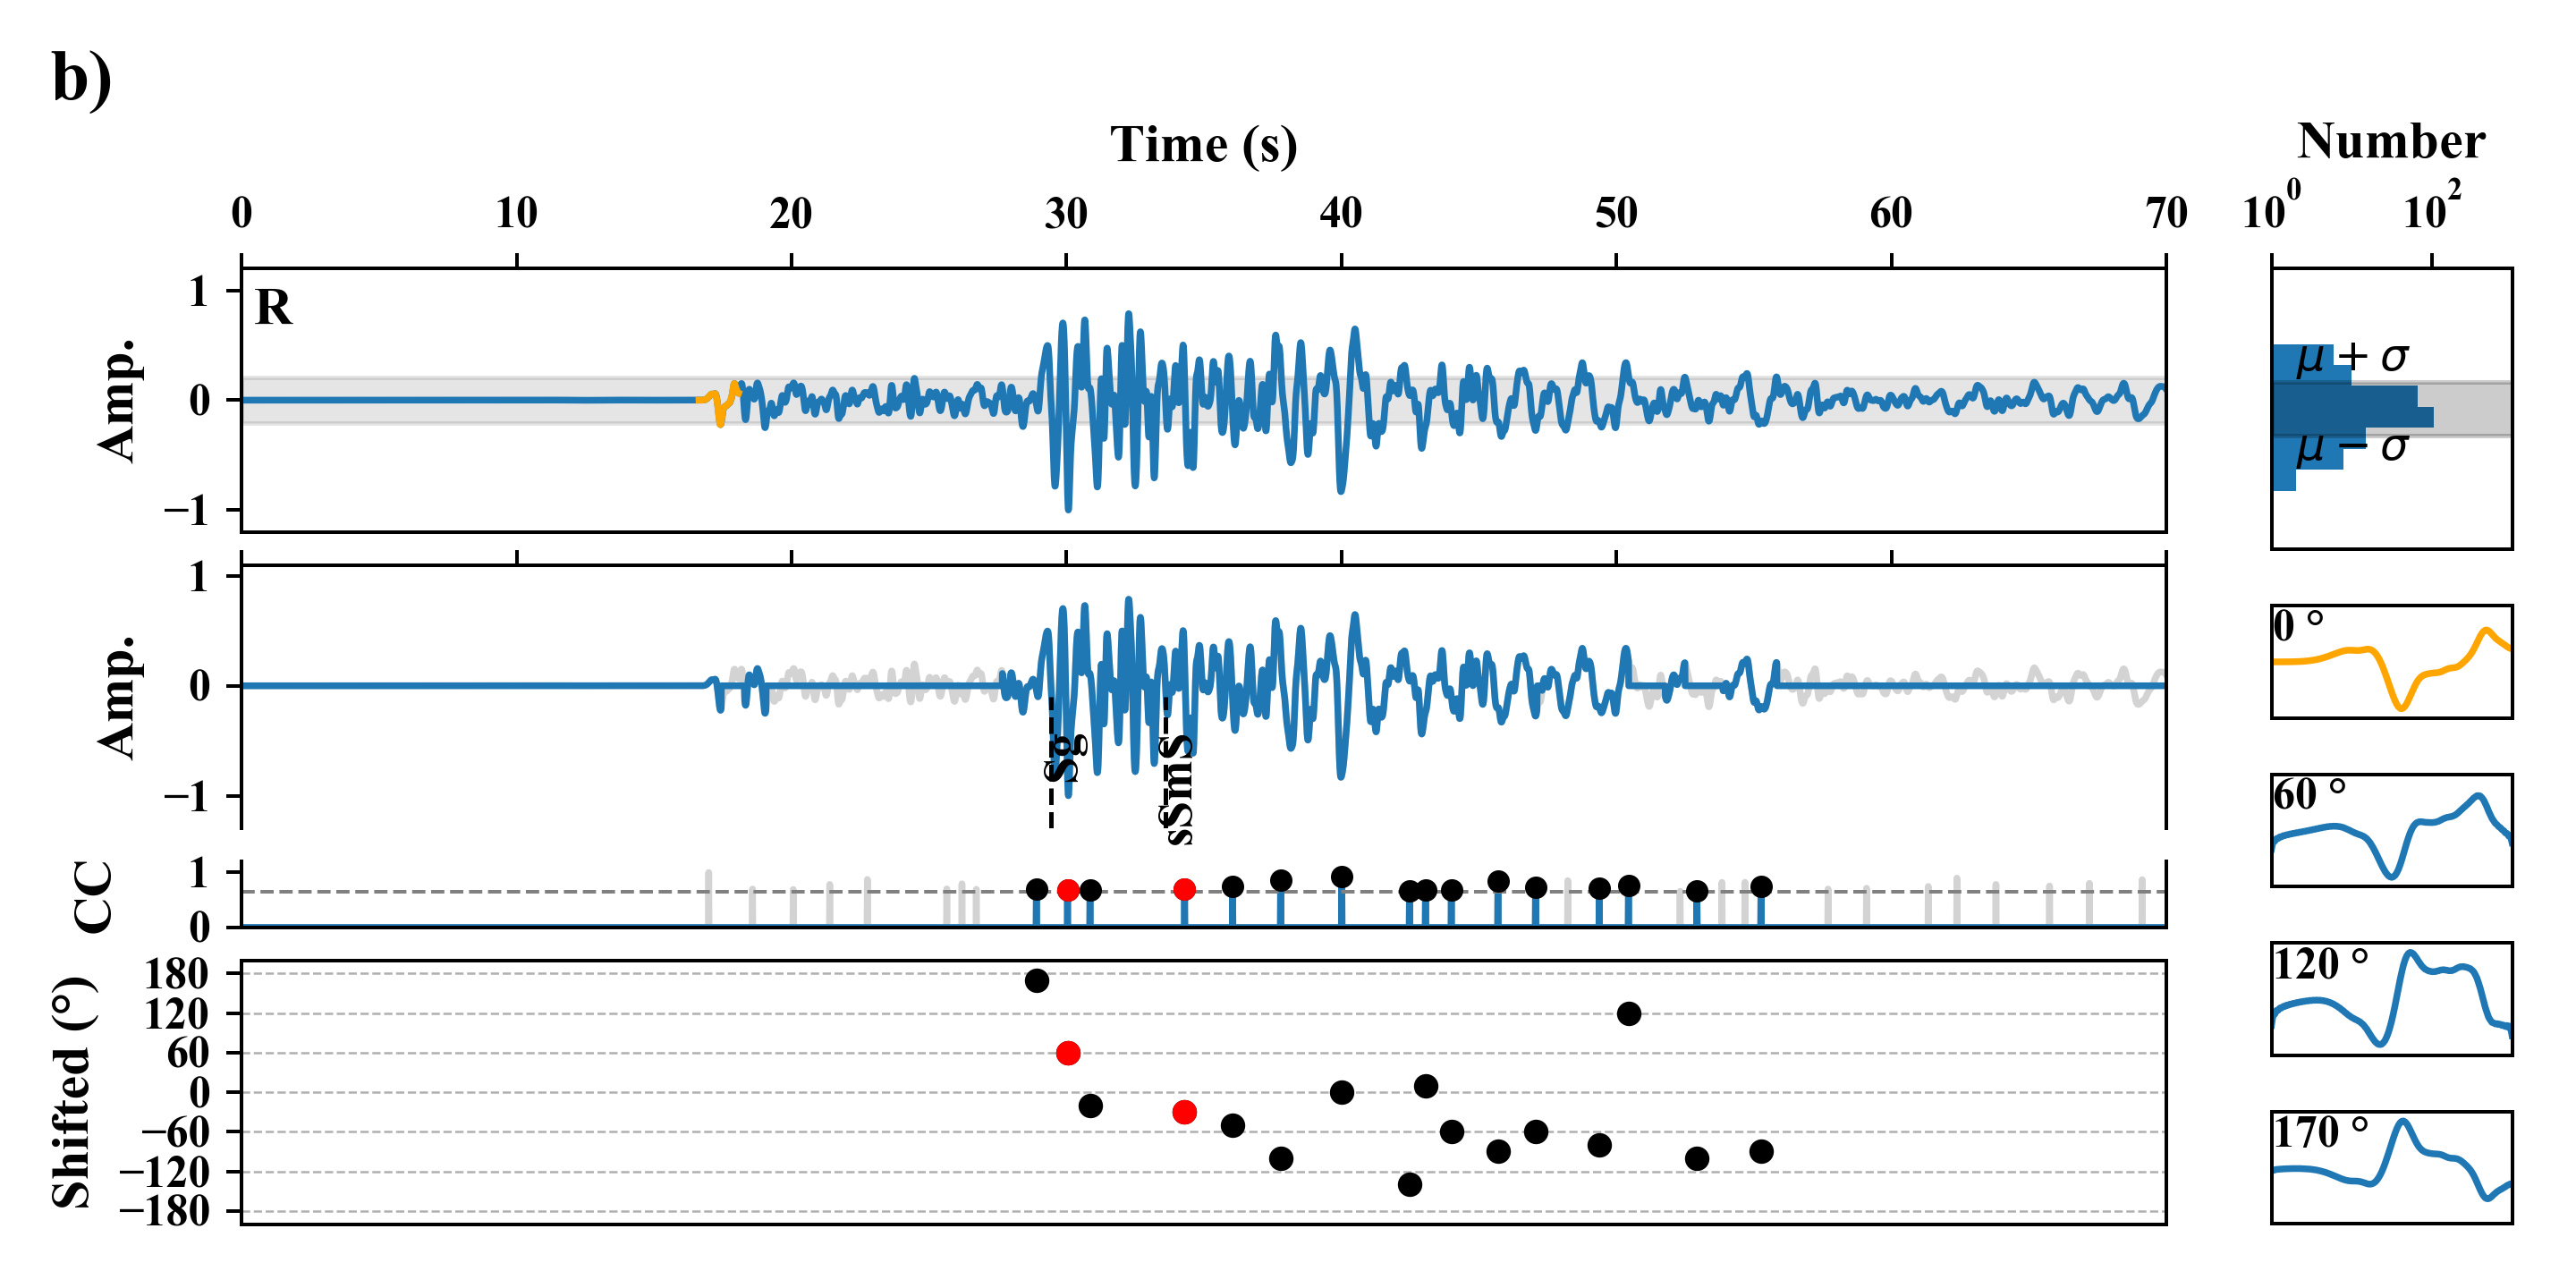 b)
Time (s)
Number
0 10 20 30 40 50 60 70
10^0 10^2
R
1
0
−1
Amp.
μ + σ
μ − σ
1
0
−1
Amp.
Sg
sSmS
0 °
60 °
120 °
170 °
1
0
CC
180
120
60
0
−60
−120
−180
Shifted (°)